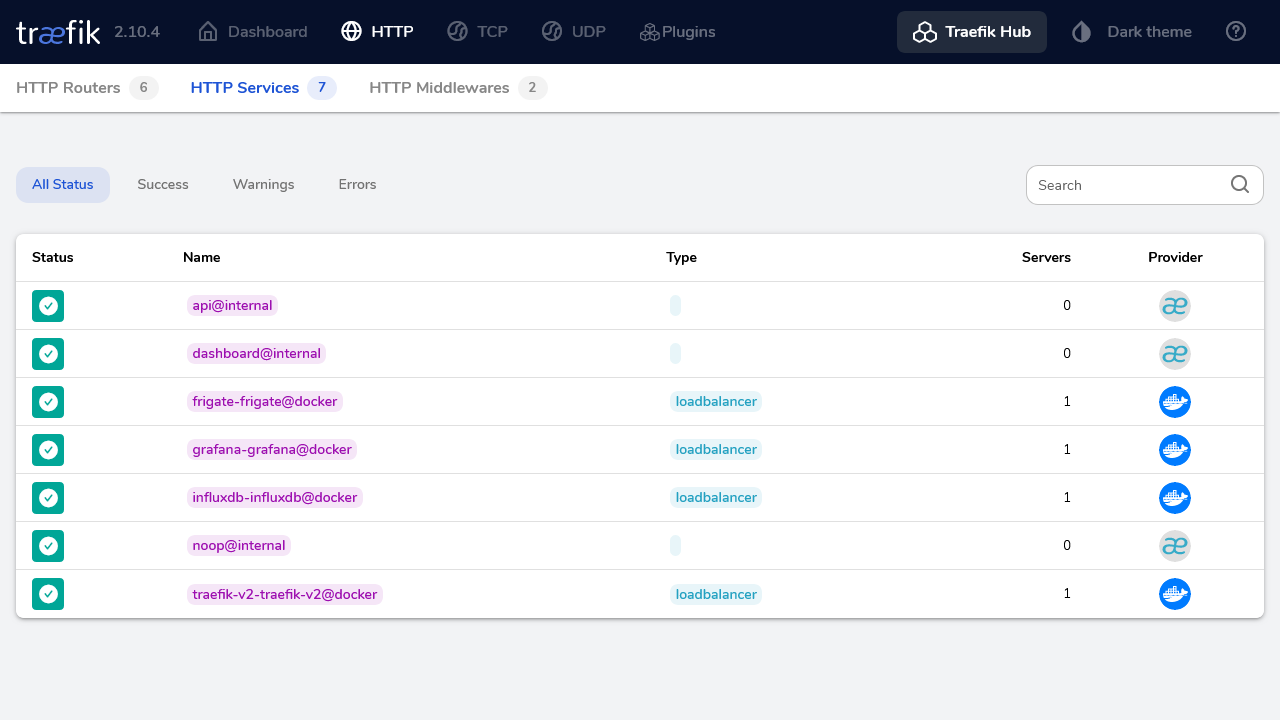 træfik 2.10.4 Dashboard HTTP TCP UDP Plugins Traefik Hub Dark theme
HTTP Routers 6 HTTP Services 7 HTTP Middlewares 2
All Status Success Warnings Errors Search
Status Name Type Servers Provider
api@internal 0 æ
dashboard@internal 0 æ
frigate-frigate@docker loadbalancer 1
grafana-grafana@docker loadbalancer 1
influxdb-influxdb@docker loadbalancer 1
noop@internal 0 æ
traefik-v2-traefik-v2@docker loadbalancer 1